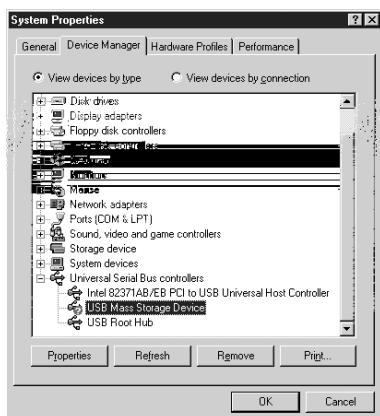 System Properties
General Device Manager Hardware Profiles Performance
View devices by type View devices by connection
Disk drives
Display adapters
Floppy disk controllers
Mouse
Network adapters
Ports (COM & LPT)
Sound, video and game controllers
Storage device
System devices
Universal Serial Bus controllers
Intel 82371AB/EB PCI to USB Universal Host Controller
USB Mass Storage Device
USB Root Hub
Properties Refresh Remove Print...
OK Cancel